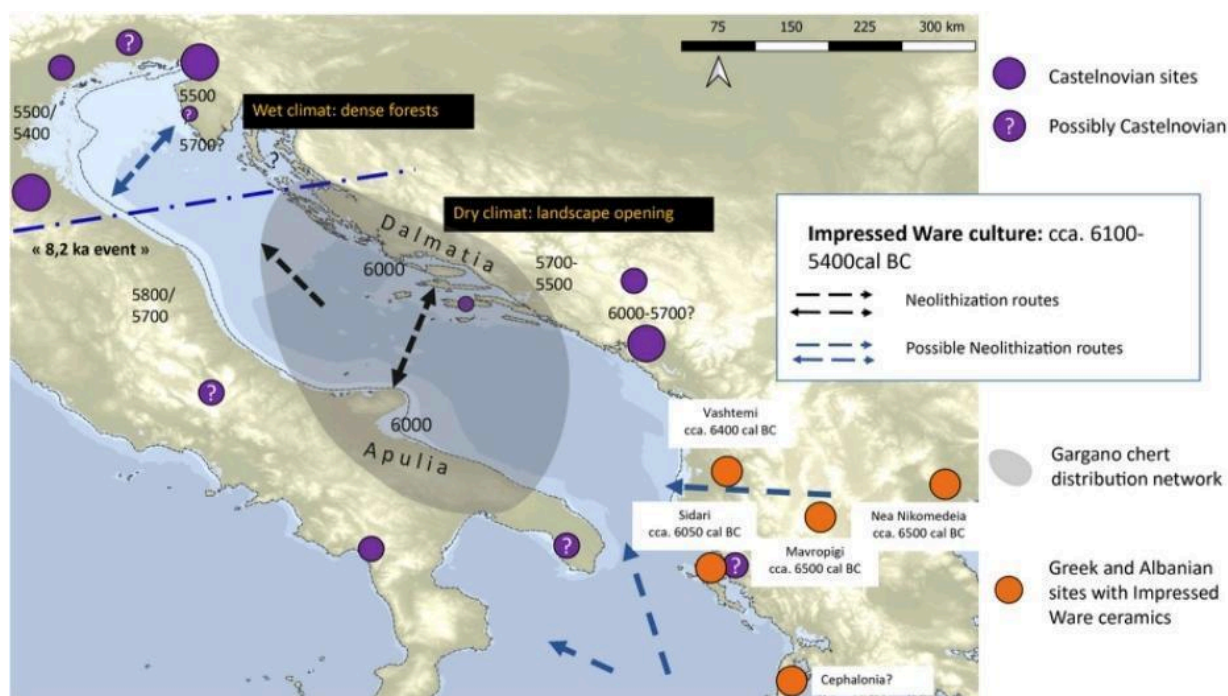 75 150 225 300 km
?
5500
5500/
5400
?
5700?
Wet climat: dense forests
?
« 8,2 ka event »
Dry climat: landscape opening
Dalmatia
6000
5700-
5500
6000-5700?
5800/
5700
?
6000
Apulia
?
Vashtemi
cca. 6400 cal BC
Sidari
cca. 6050 cal BC
?
Mavropigi
cca. 6500 cal BC
Nea Nikomedeia
cca. 6500 cal BC
Cephalonia?
Castelnovian sites
? Possibly Castelnovian
Impressed Ware culture: cca. 6100-
5400cal BC
Neolithization routes
Possible Neolithization routes
Gargano chert
distribution network
Greek and Albanian
sites with Impressed
Ware ceramics